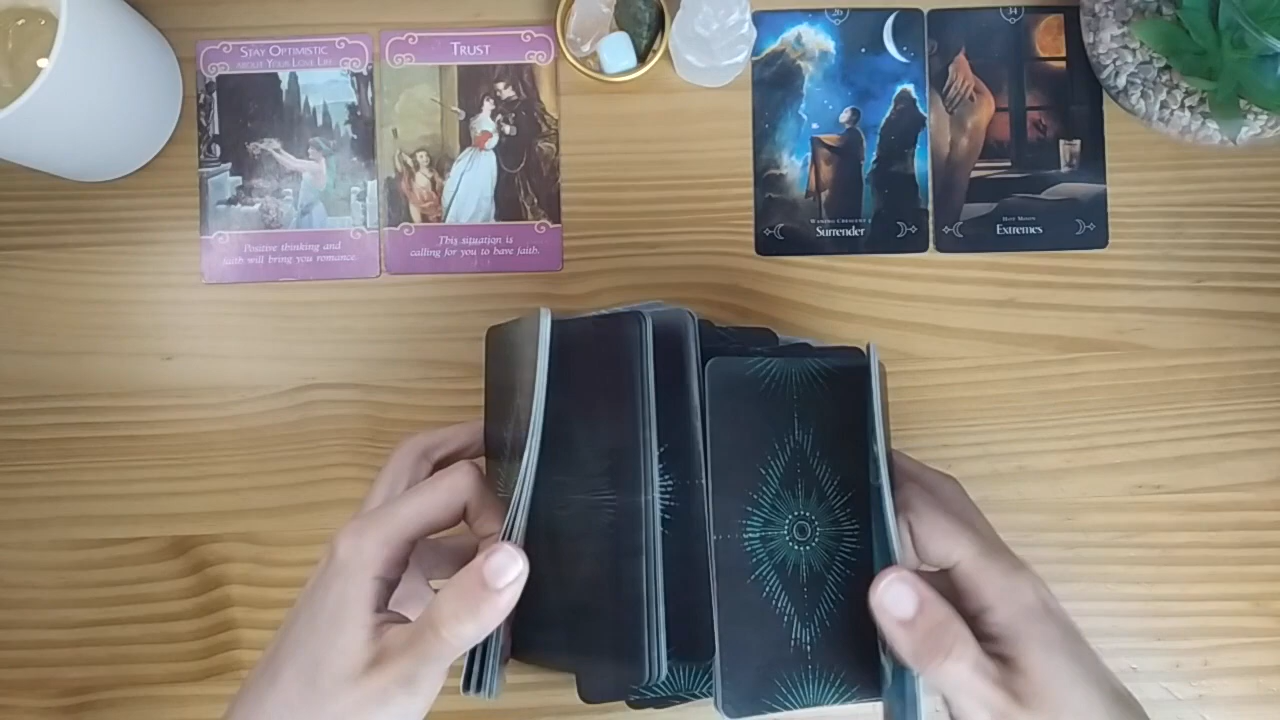 STAY OPTIMISTIC
ABOUT YOUR LOVE LIFE
Positive thinking and
faith will bring you romance.
TRUST
This situation is
calling for you to have faith.
26
WANING CRESCENT
Surrender
34
HOT MOON
Extremes